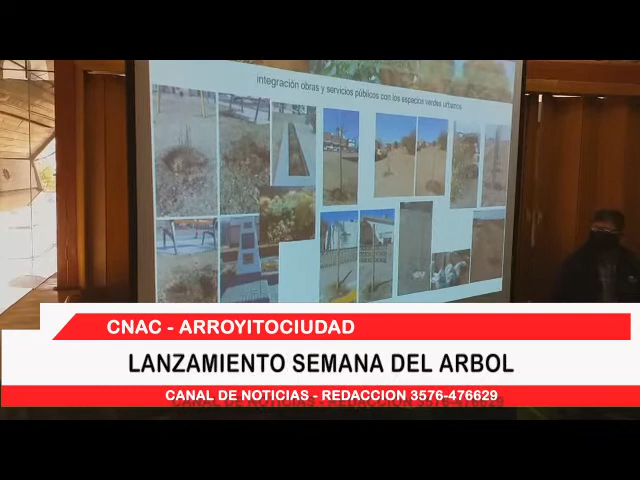 integración obras y servicios públicos con los espacios verdes urbanos
CNAC - ARROYITOCIUDAD
LANZAMIENTO SEMANA DEL ARBOL
CANAL DE NOTICIAS - REDACCION 3576-476629